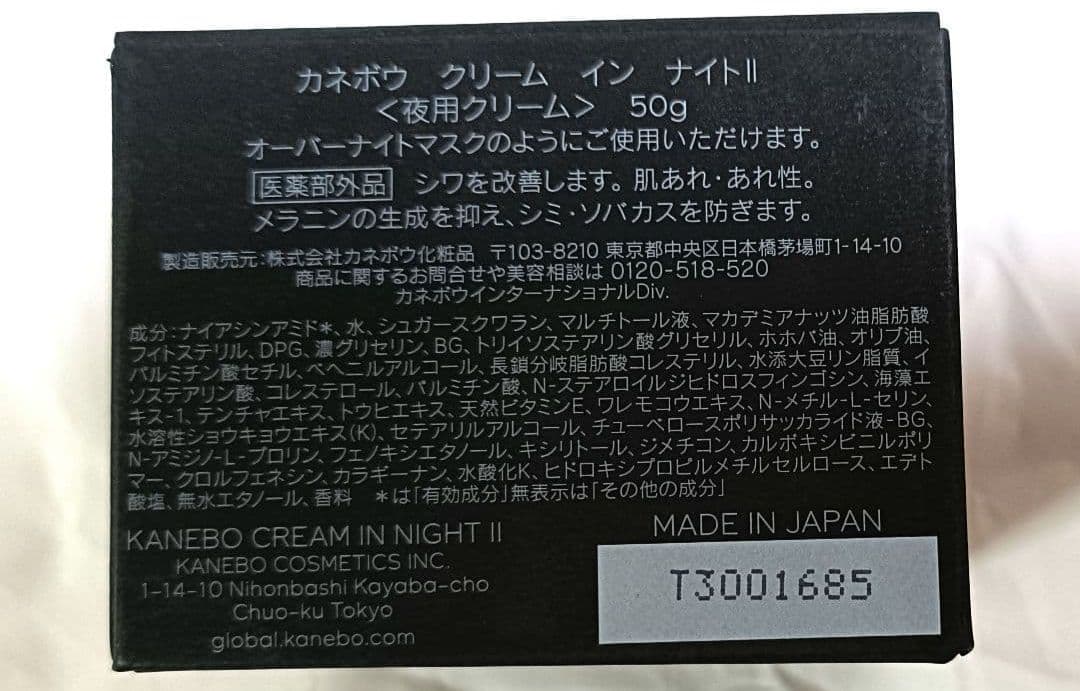 カネボウ クリーム イン ナイトII
＜夜用クリーム＞ 50g
オーバーナイトマスクのようにご使用いただけます。
医薬部外品 シワを改善します。肌あれ・あれ性。
メラニンの生成を抑え、シミ・ソバカスを防ぎます。
製造販売元：株式会社カネボウ化粧品 〒103-8210 東京都中央区日本橋茅場町1-14-10
商品に関するお問合せや美容相談は 0120-518-520
カネボウインターナショナルDiv.
成分：ナイアシンアミド*、水、シュガースクワラン、マルチトール液、マカデミアナッツ油脂肪酸
フィトステリル、DPG、濃グリセリン、BG、トリイソステアリン酸グリセリル、ホホバ油、オリブ油、
パルミチン酸セチル、ベヘニルアルコール、長鎖分岐脂肪酸コレステリル、水添大豆リン脂質、イ
ソステアリン酸、コレステロール、パルミチン酸、N-ステアロイルジヒドロスフィンゴシン、海藻エ
キス-1、テンチャエキス、トウヒエキス、天然ビタミンE、ワレモコウエキス、N-メチル-L-セリン、
水溶性ショウキョウエキス(K)、セテアリルアルコール、チューベロースポリサッカライド液-BG、
N-アミジノ-L-プロリン、フェノキシエタノール、キシリトール、ジメチコン、カルボキシビニルポリ
マー、クロルフェネシン、カラギーナン、水酸化K、ヒドロキシプロピルメチルセルロース、エデト
酸塩、無水エタノール、香料 *は「有効成分」無表示は「その他の成分」
KANEBO CREAM IN NIGHT II
KANEBO COSMETICS INC.
1-14-10 Nihonbashi Kayaba-cho
Chuo-ku Tokyo
global.kanebo.com
MADE IN JAPAN
T3001685